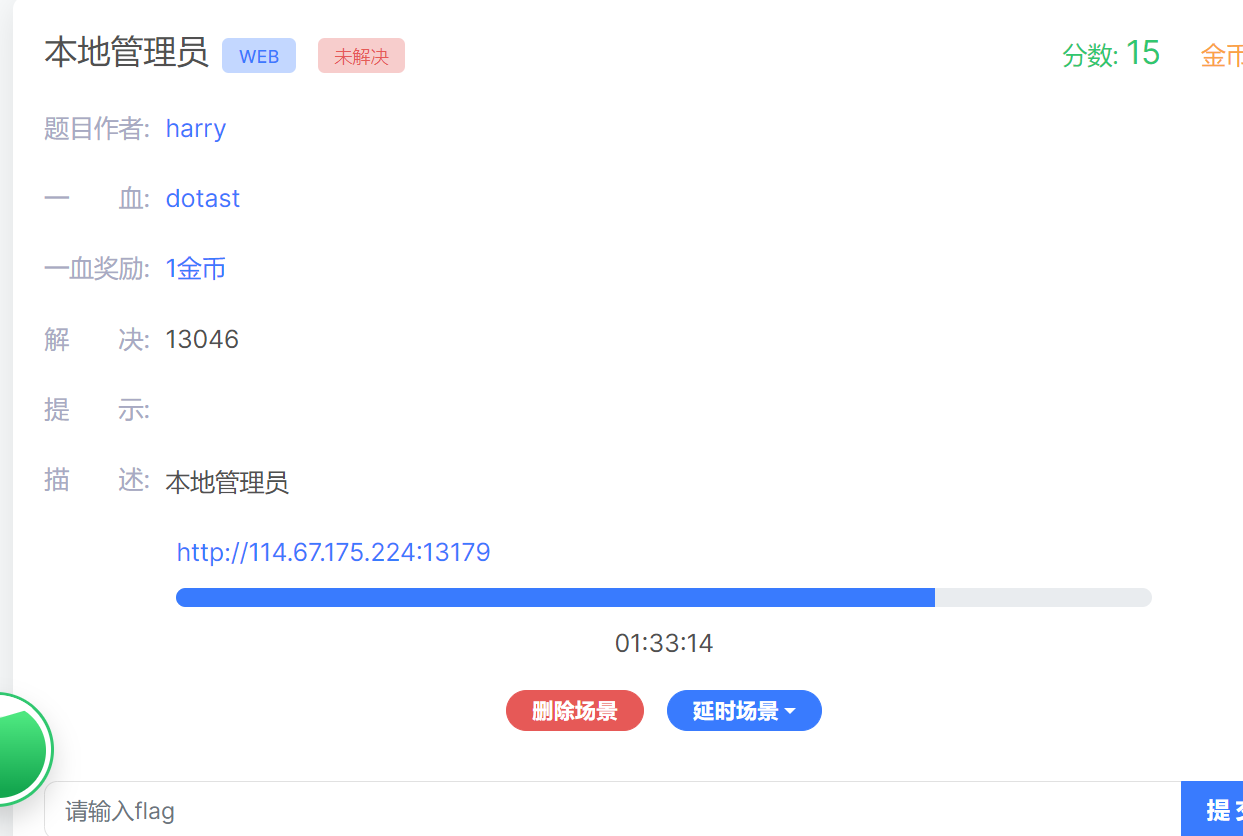 本地管理员 WEB 未解决 分数: 15 金币
题目作者: harry
一 血: dotast
一血奖励: 1金币
解 决: 13046
提 示:
描 述: 本地管理员
http://114.67.175.224:13179
01:33:14
删除场景 延时场景
请输入flag 提交